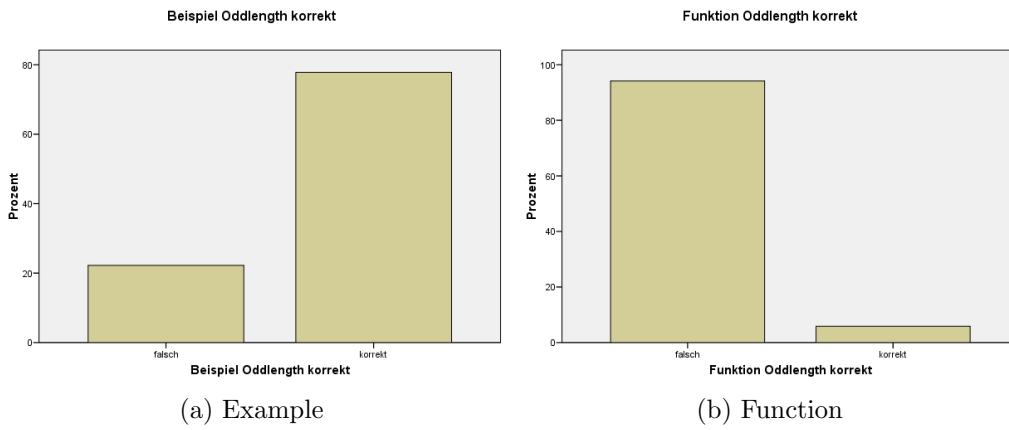 Beispiel Oddlength korrekt
80
60
40
20
0
Prozent
falsch
korrekt
Beispiel Oddlength korrekt
(a) Example
Funktion Oddlength korrekt
100
80
60
40
20
0
Prozent
falsch
korrekt
Funktion Oddlength korrekt
(b) Function